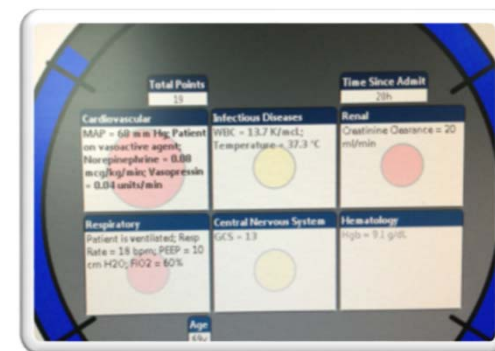 Total Points
19
Time Since Admit
28h
Cardiovascular
MAP = 60 mm Hg; Patient
on vasoactive agent;
Norepinephrine = 0.08
mcg/kg/min; Vasopressin
= 0.04 units/min
Infectious Diseases
WBC = 13.7 K/mcL;
Temperature = 37.3 °C
Renal
Creatinine Clearance = 20
ml/min
Respiratory
Patient is ventilated; Resp
Rate = 18 bpm; PEEP = 10
cm H2O; FiO2 = 60%
Central Nervous System
GCS = 13
Hematology
Hgb = 9.1 g/dL
Age